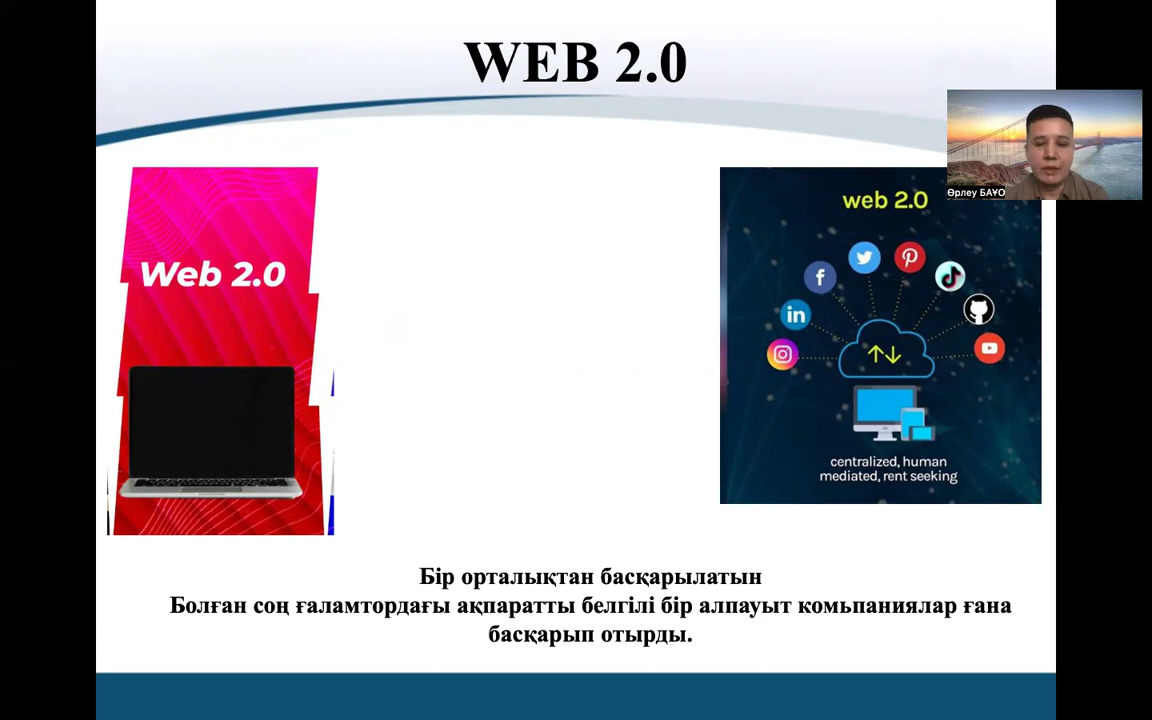 WEB 2.0
Өрлеу БАҰО
Web 2.0
web 2.0
in
f
centralized, human
mediated, rent seeking
Бір орталықтан басқарылатын
Болған соң ғаламтордағы ақпаратты белгілі бір алпауыт комьпаниялар ғана
басқарып отырды.